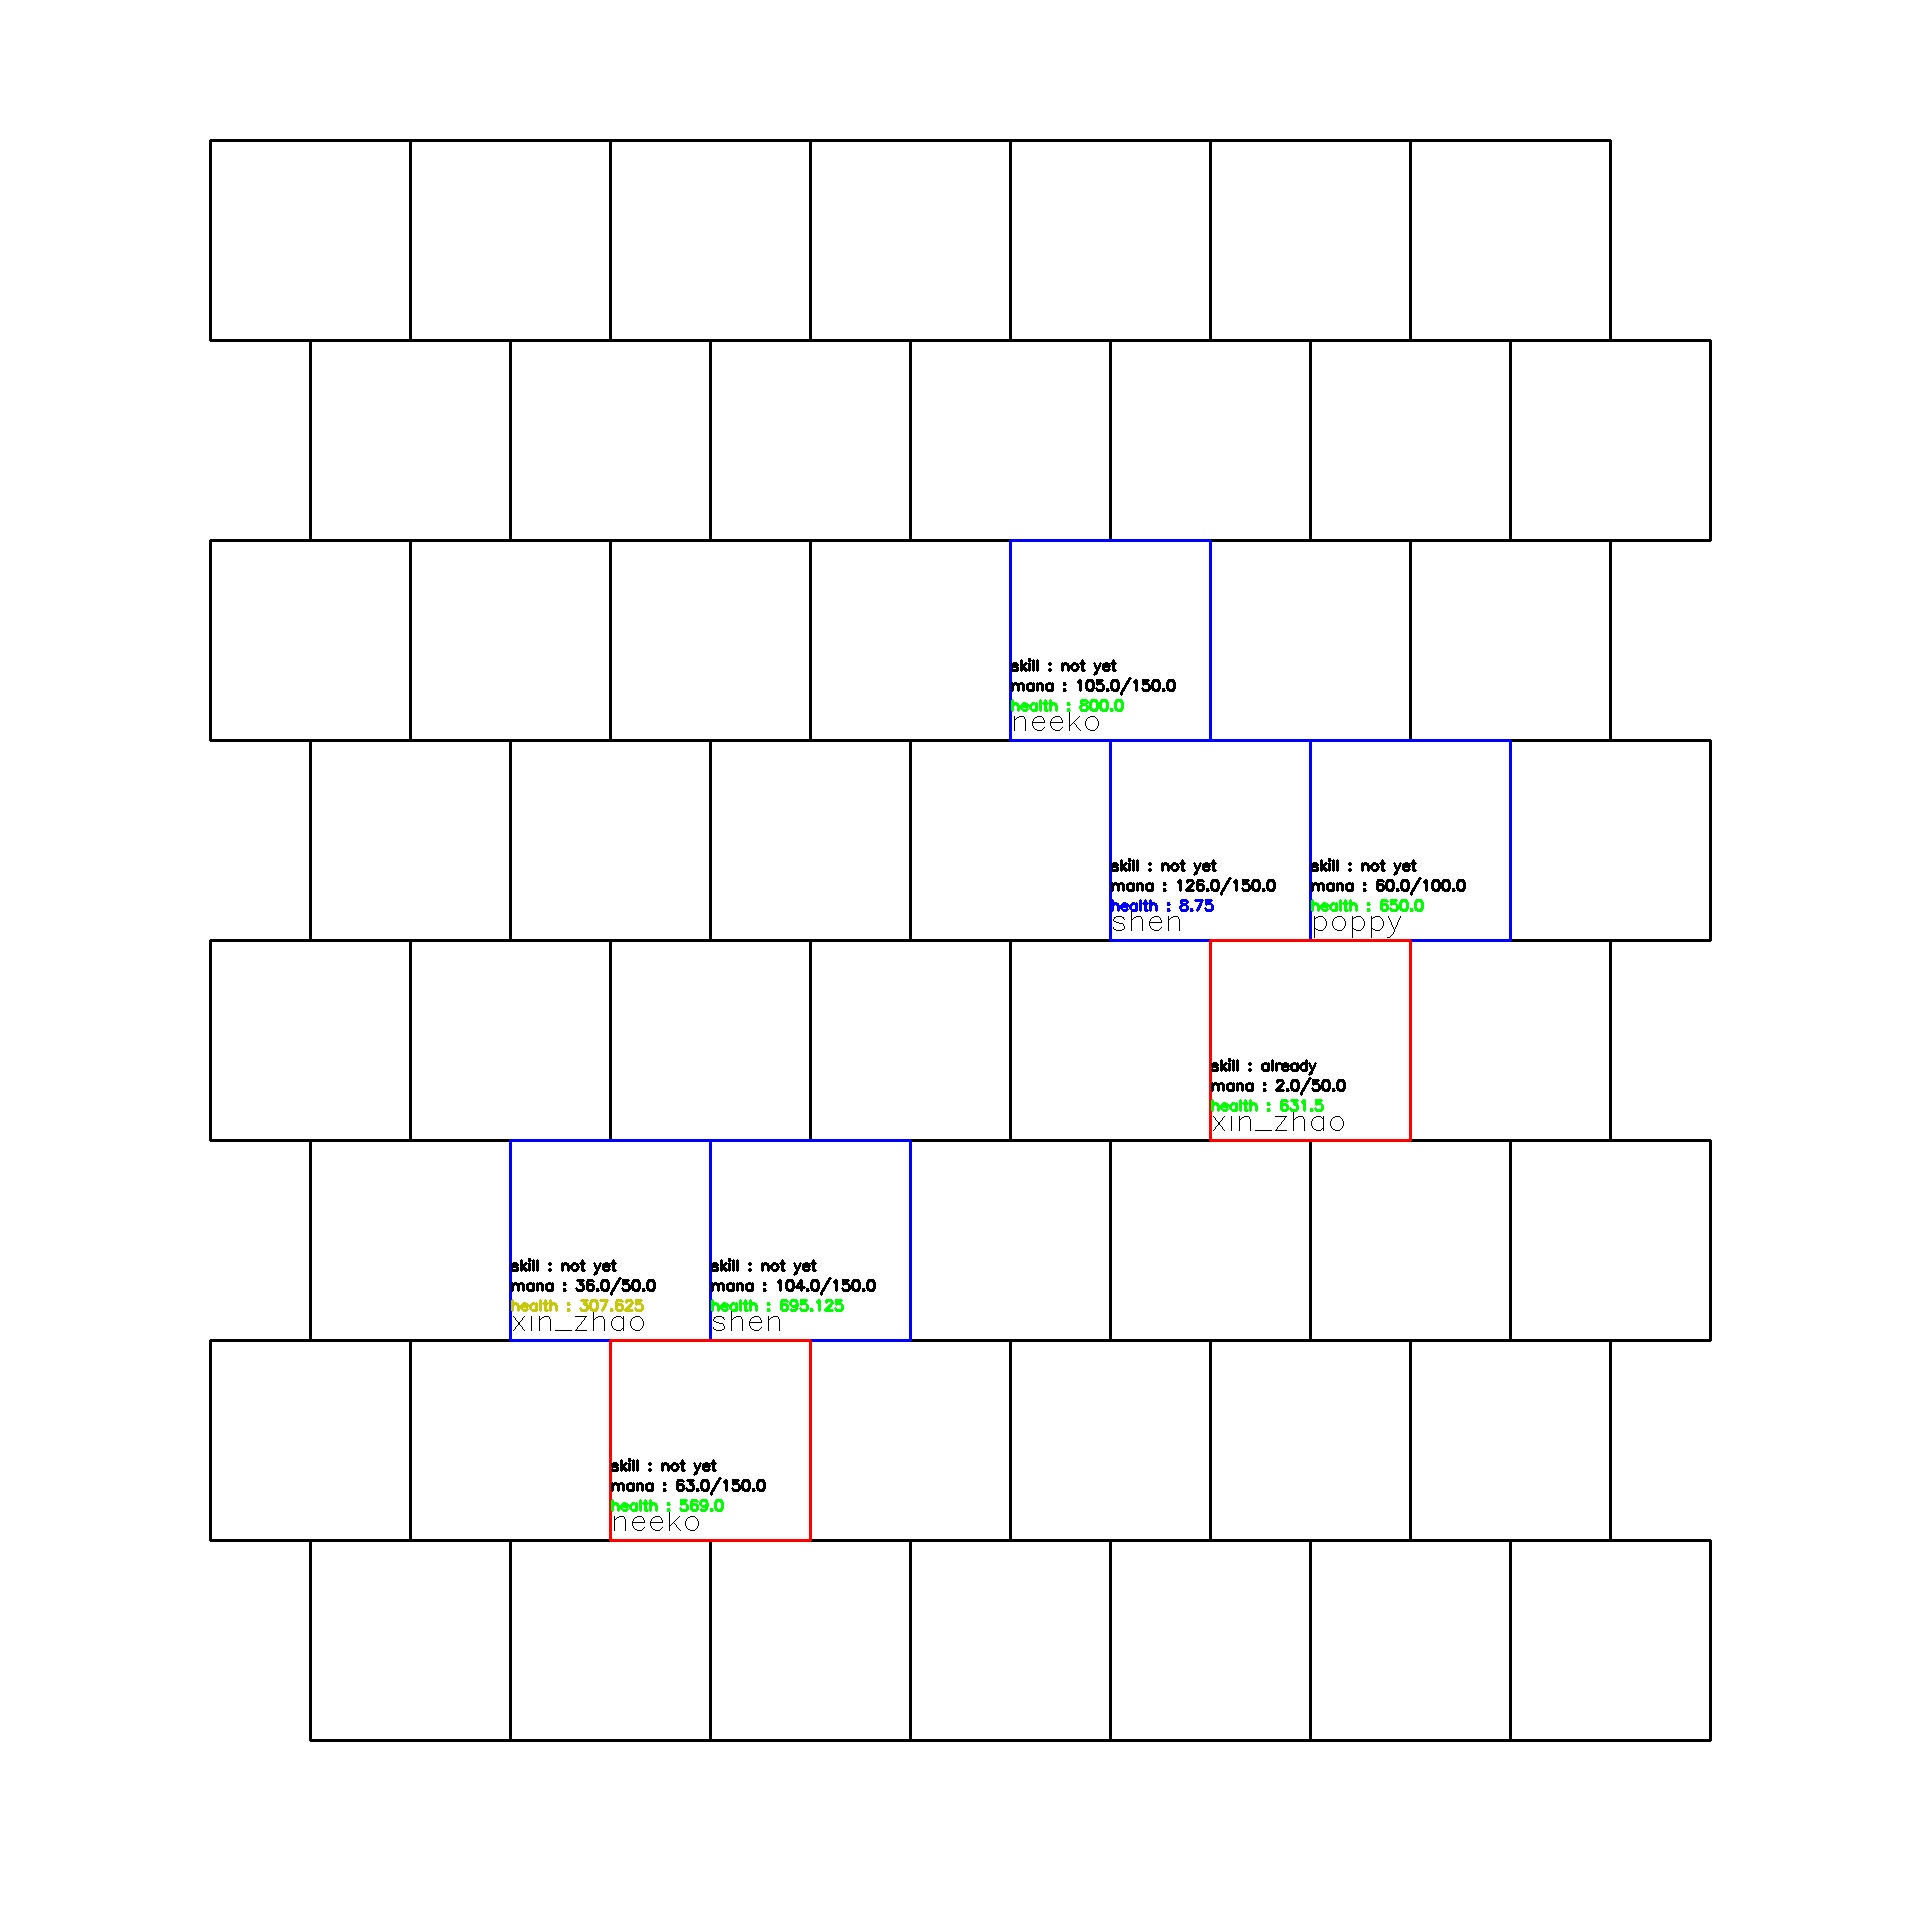 skill : not yet
mana : 105.0/150.0
health : 800.0
neeko
skill : not yet
mana : 126.0/150.0
health : 8.75
shen
skill : not yet
mana : 60.0/100.0
health : 650.0
poppy
skill : already
mana : 2.0/50.0
health : 631.5
xin_zhao
skill : not yet
mana : 36.0/50.0
health : 307.625
xin_zhao
skill : not yet
mana : 104.0/150.0
health : 695.125
shen
skill : not yet
mana : 63.0/150.0
health : 569.0
neeko